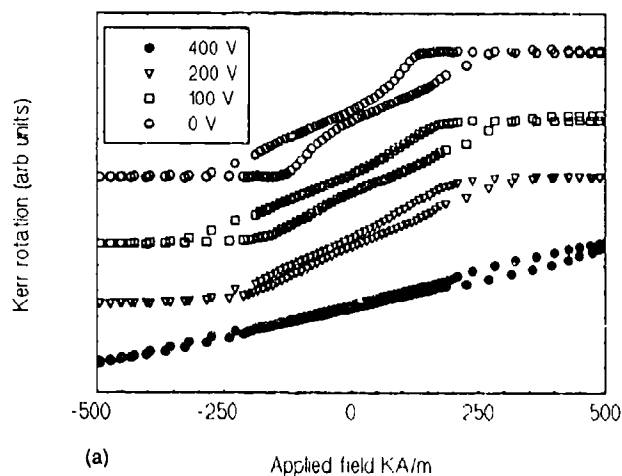 400 V
200 V
100 V
0 V
Kerr rotation (arb units)
-500 -250 0 250 500
(a) Applied field KA/m